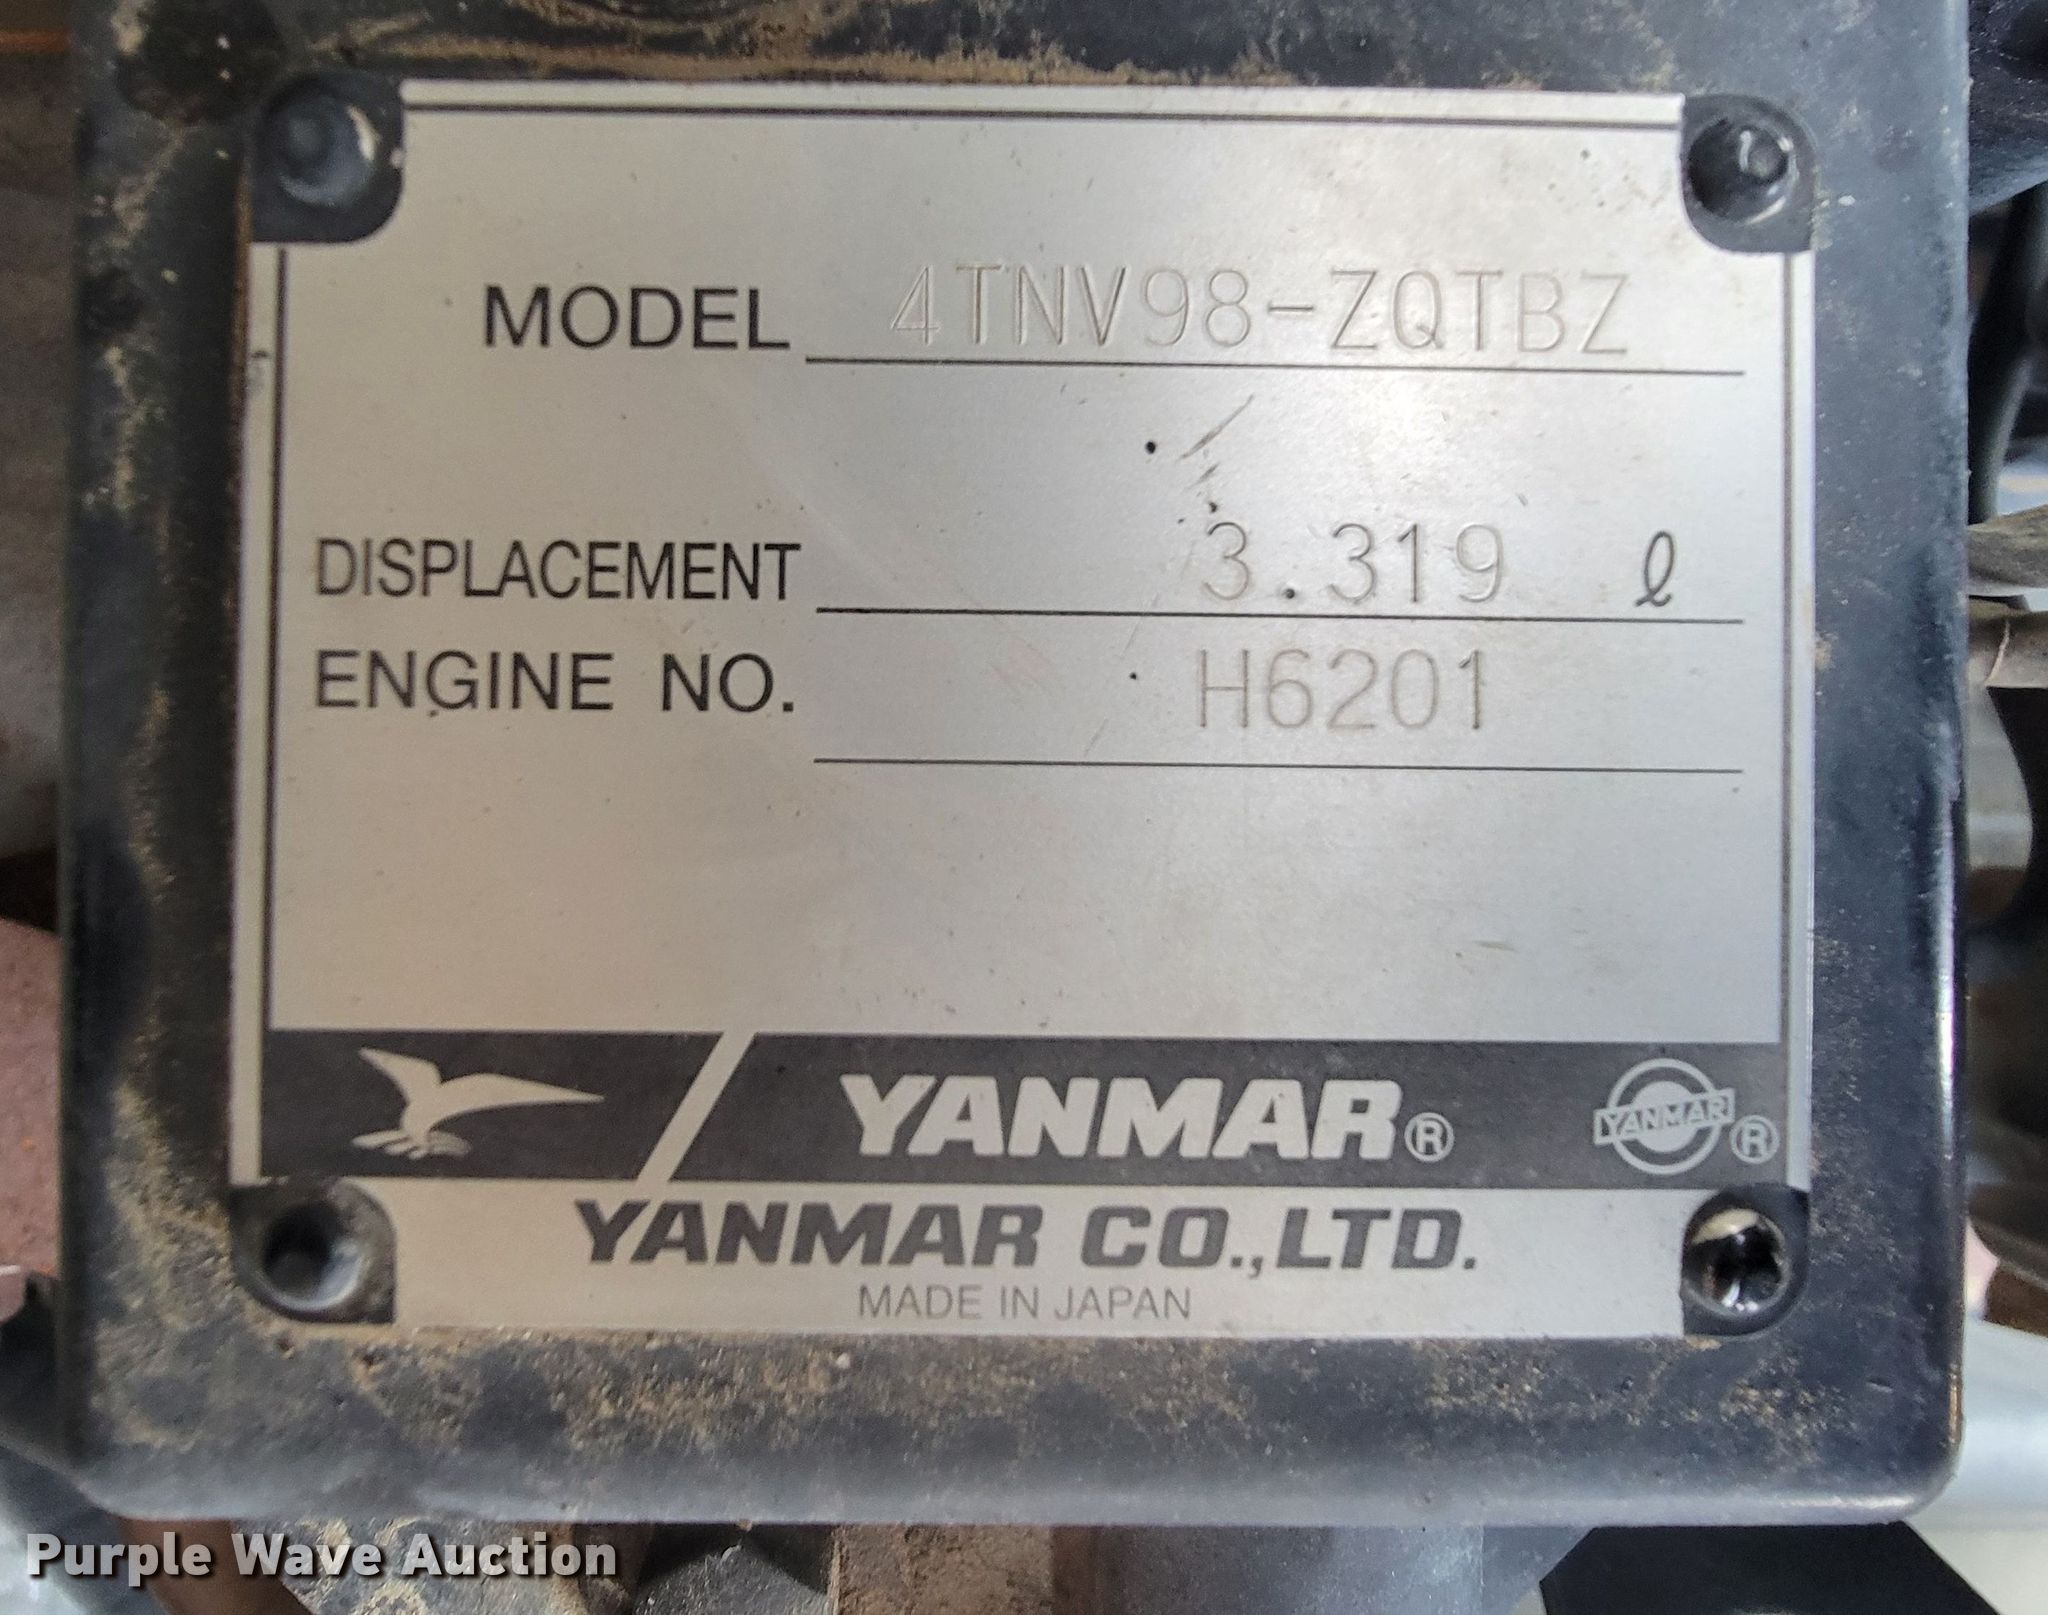 MODEL 4TNV98-ZQTBZ
DISPLACEMENT 3.319 ℓ
ENGINE NO. H6201
YANMAR® YANMAR®
YANMAR CO.,LTD.
MADE IN JAPAN
Purple Wave Auction